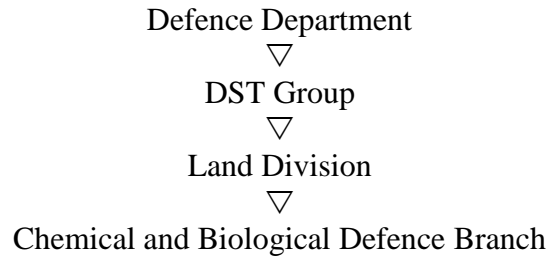 Defence Department
▽
DST Group
▽
Land Division
▽
Chemical and Biological Defence Branch